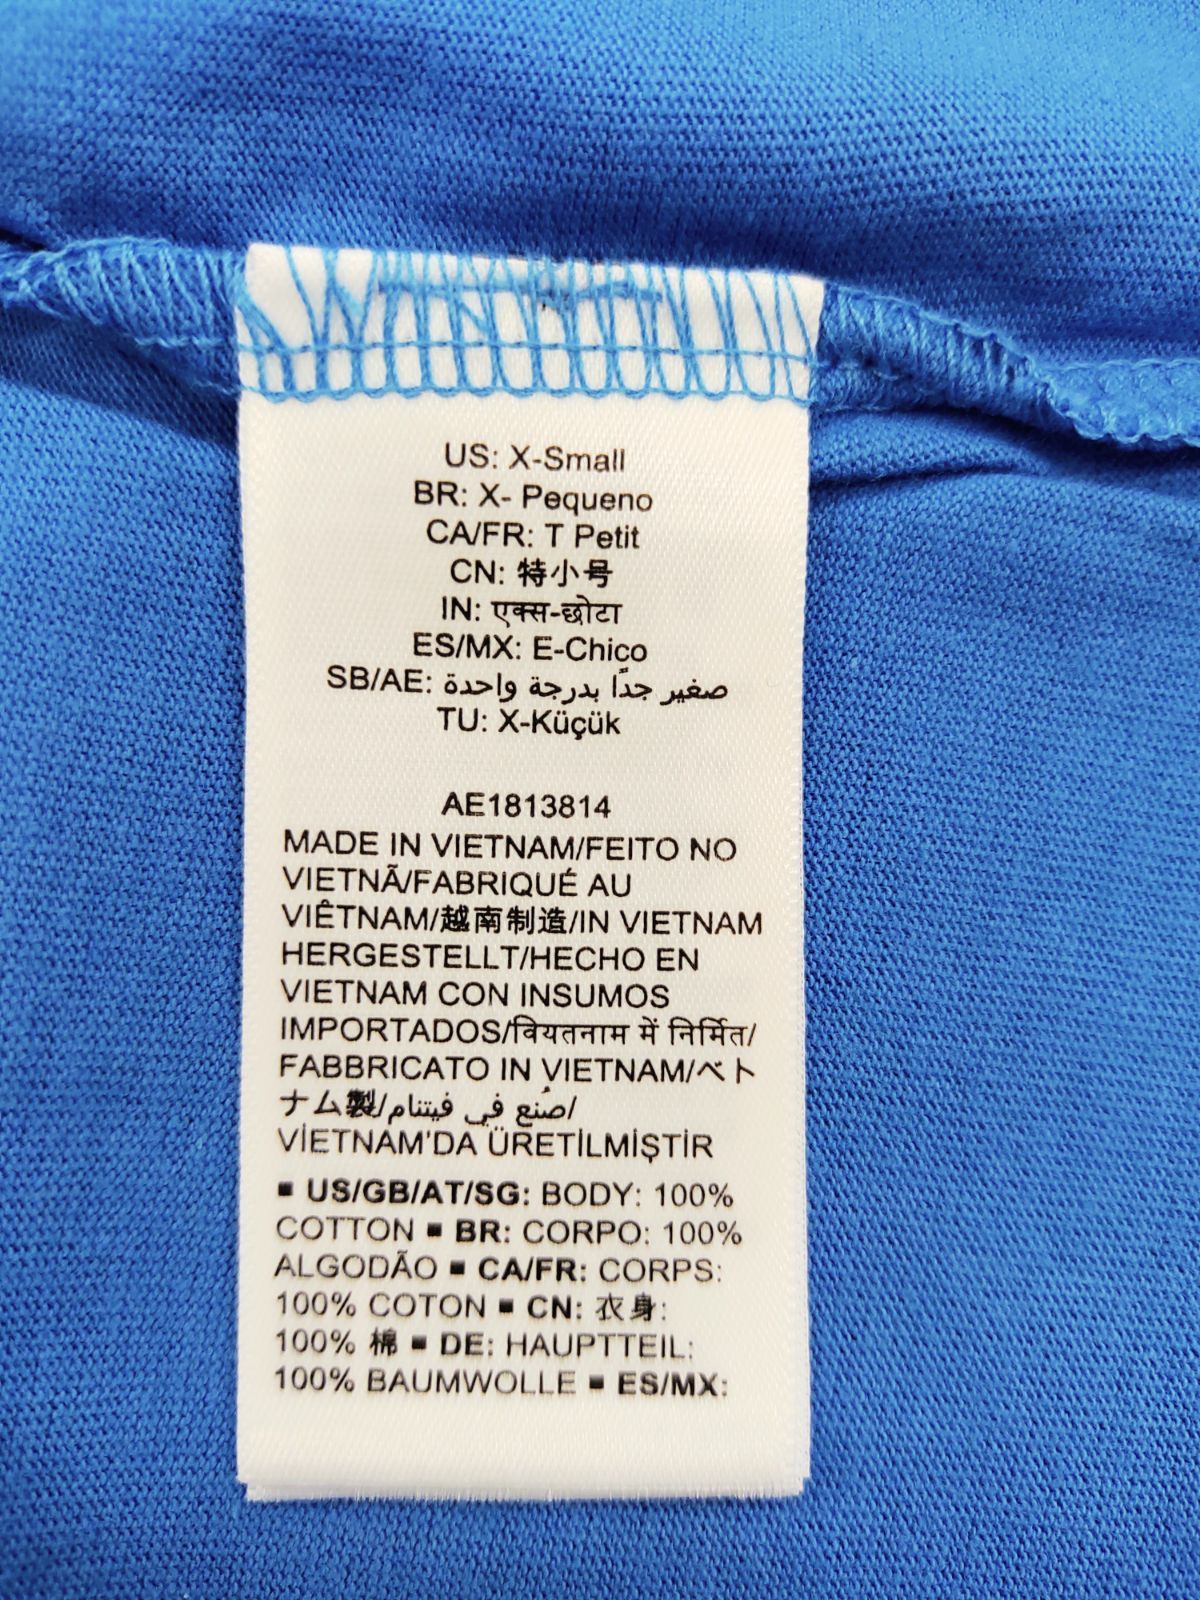 US: X-Small
BR: X- Pequeno
CA/FR: T Petit
CN: 特小号
IN: एक्स-छोटा
ES/MX: E-Chico
SB/AE: صغير جدًا بدرجة واحدة
TU: X-Küçük
AE1813814
MADE IN VIETNAM/FEITO NO
VIETNÃ/FABRIQUÉ AU
VIÊTNAM/越南制造/IN VIETNAM
HERGESTELLT/HECHO EN
VIETNAM CON INSUMOS
IMPORTADOS/वियतनाम में निर्मित/
FABBRICATO IN VIETNAM/ベト
ナム製/صُنع في فيتنام/
VİETNAM'DA ÜRETİLMİŞTİR
▪ US/GB/AT/SG: BODY: 100%
COTTON ▪ BR: CORPO: 100%
ALGODÃO ▪ CA/FR: CORPS:
100% COTON ▪ CN: 衣身:
100% 棉 ▪ DE: HAUPTTEIL:
100% BAUMWOLLE ▪ ES/MX: